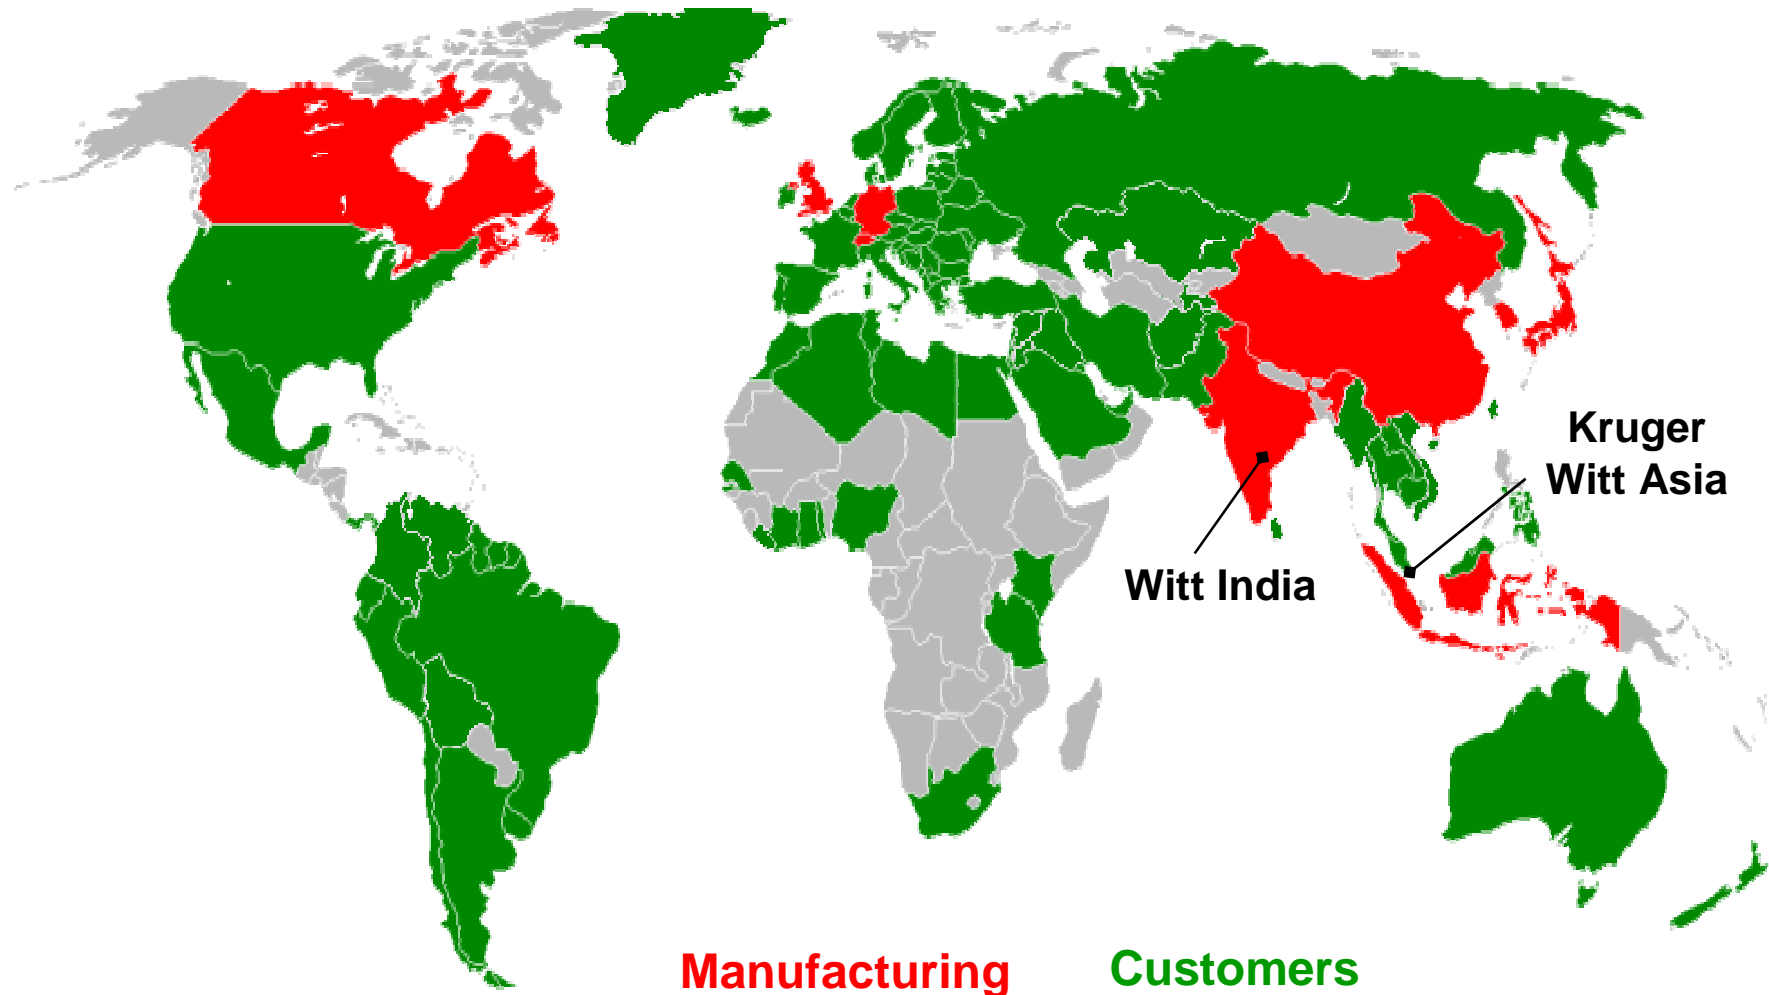 Kruger
Witt Asia
Witt India
Manufacturing
Customers